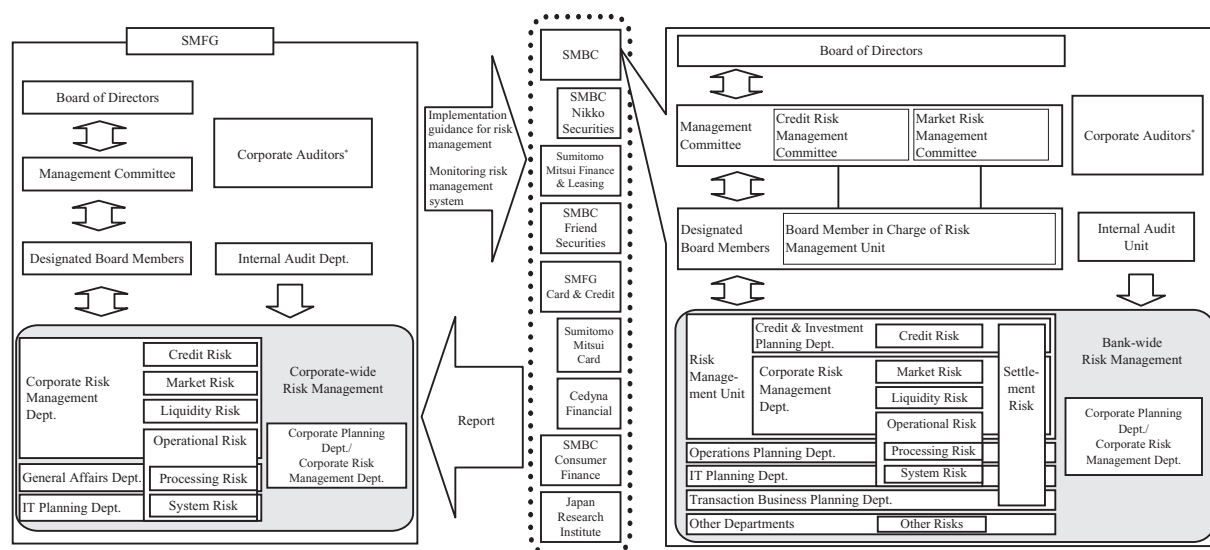 SMFG
Board of Directors
Management Committee
Corporate Auditors*
Designated Board Members
Internal Audit Dept.
Corporate Risk
Management
Dept.
Credit Risk
Market Risk
Liquidity Risk
Operational Risk
General Affairs Dept.
Processing Risk
IT Planning Dept.
System Risk
Corporate-wide
Risk Management
Corporate Planning
Dept./
Corporate Risk
Management Dept.
Implementation
guidance for risk
management
Monitoring risk
management
system
Report
SMBC
SMBC
Nikko
Securities
Sumitomo
Mitsui Finance
& Leasing
SMBC
Friend
Securities
SMFG
Card & Credit
Sumitomo
Mitsui
Card
Cedyna
Financial
SMBC
Consumer
Finance
Japan
Research
Institute
Board of Directors
Management
Committee
Credit Risk
Management
Committee
Market Risk
Management
Committee
Corporate Auditors*
Designated
Board Members
Board Member in Charge of Risk
Management Unit
Internal Audit
Unit
Risk
Manage-
ment Unit
Credit & Investment
Planning Dept.
Credit Risk
Corporate Risk
Management
Dept.
Market Risk
Liquidity Risk
Operational Risk
Settle-
ment
Risk
Operations Planning Dept.
Processing Risk
IT Planning Dept.
System Risk
Transaction Business Planning Dept.
Other Departments
Other Risks
Bank-wide
Risk Management
Corporate Planning
Dept./
Corporate Risk
Management Dept.